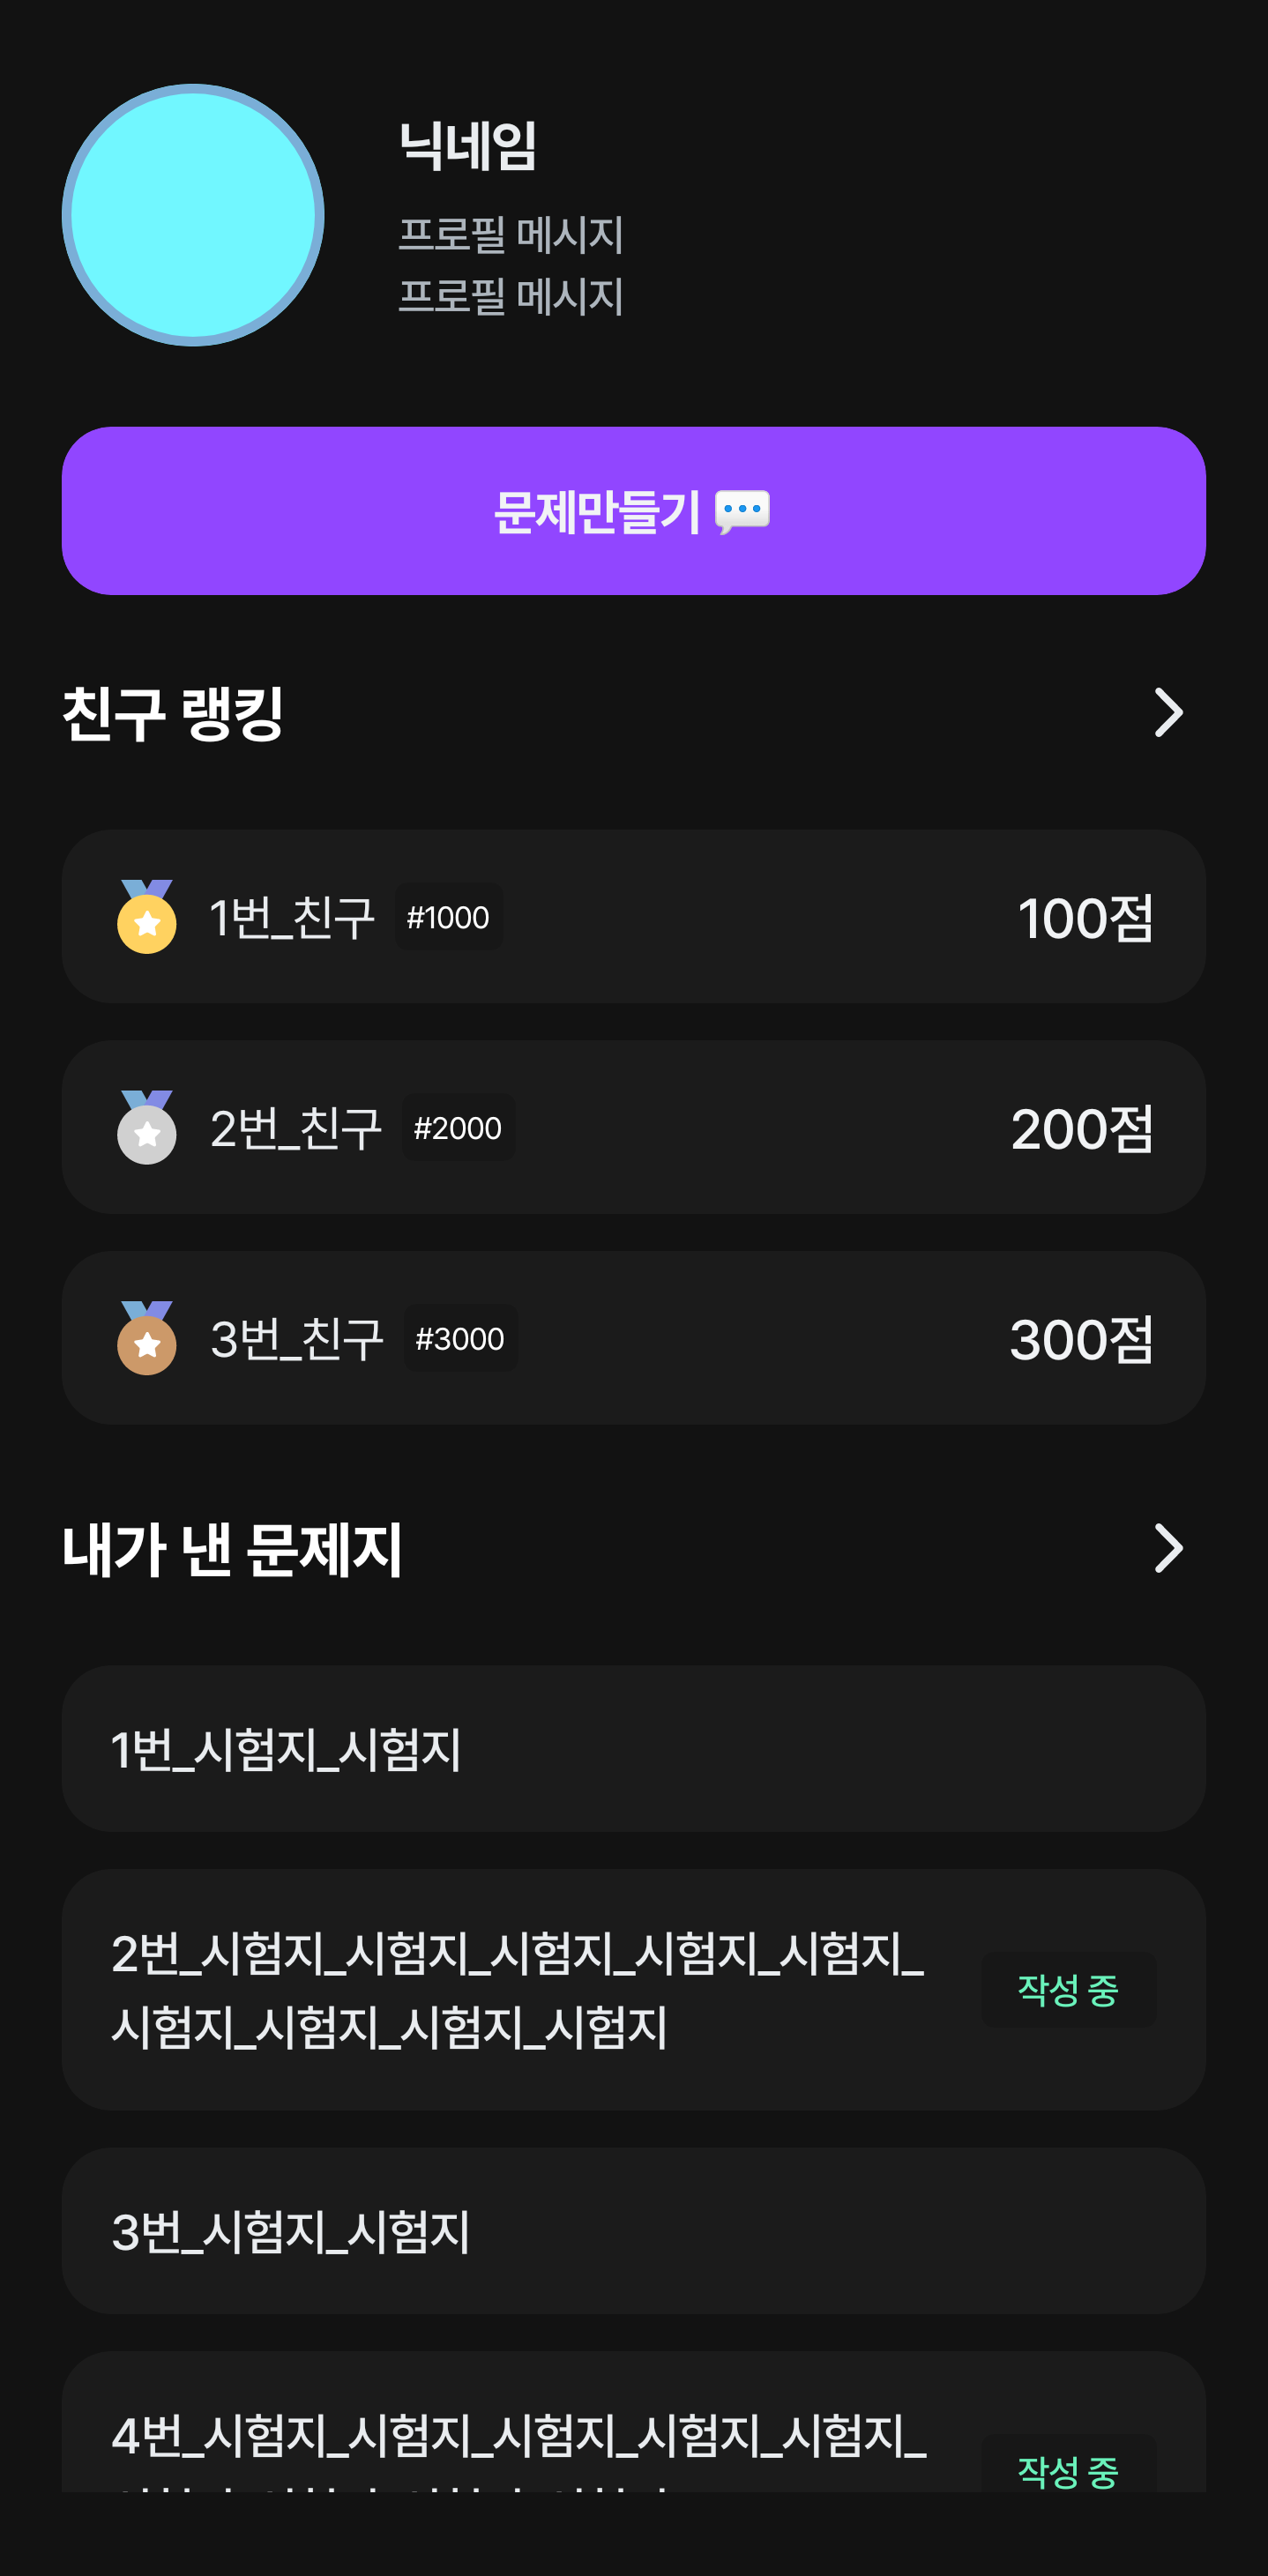 닉네임
프로필 메시지
프로필 메시지
문제만들기
친구 랭킹
1번_친구 #1000 100점
2번_친구 #2000 200점
3번_친구 #3000 300점
내가 낸 문제지
1번_시험지_시험지
2번_시험지_시험지_시험지_시험지_시험지_
시험지_시험지_시험지_시험지
작성 중
3번_시험지_시험지
4번_시험지_시험지_시험지_시험지_시험지_
작성 중